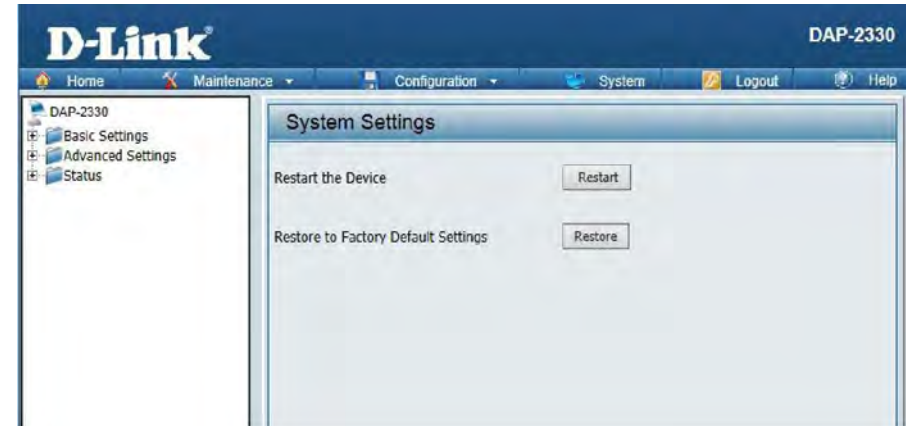 D-Link
DAP-2330
Home Maintenance Configuration System Logout Help
DAP-2330
Basic Settings
Advanced Settings
Status
System Settings
Restart the Device Restart
Restore to Factory Default Settings Restore